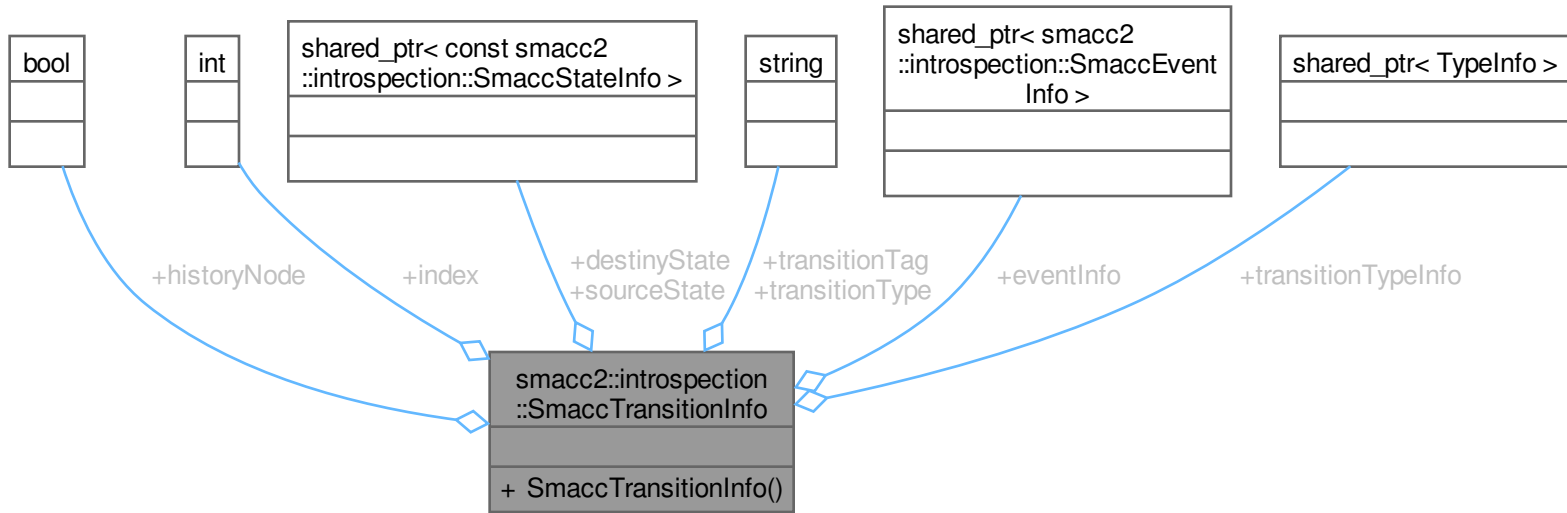 bool
int
shared_ptr< const smacc2
::introspection::SmaccStateInfo >
string
shared_ptr< smacc2
::introspection::SmaccEvent
Info >
shared_ptr< TypeInfo >
+historyNode
+index
+destinyState
+sourceState
+transitionTag
+transitionType
+eventInfo
+transitionTypeInfo
smacc2::introspection
::SmaccTransitionInfo
+ SmaccTransitionInfo()